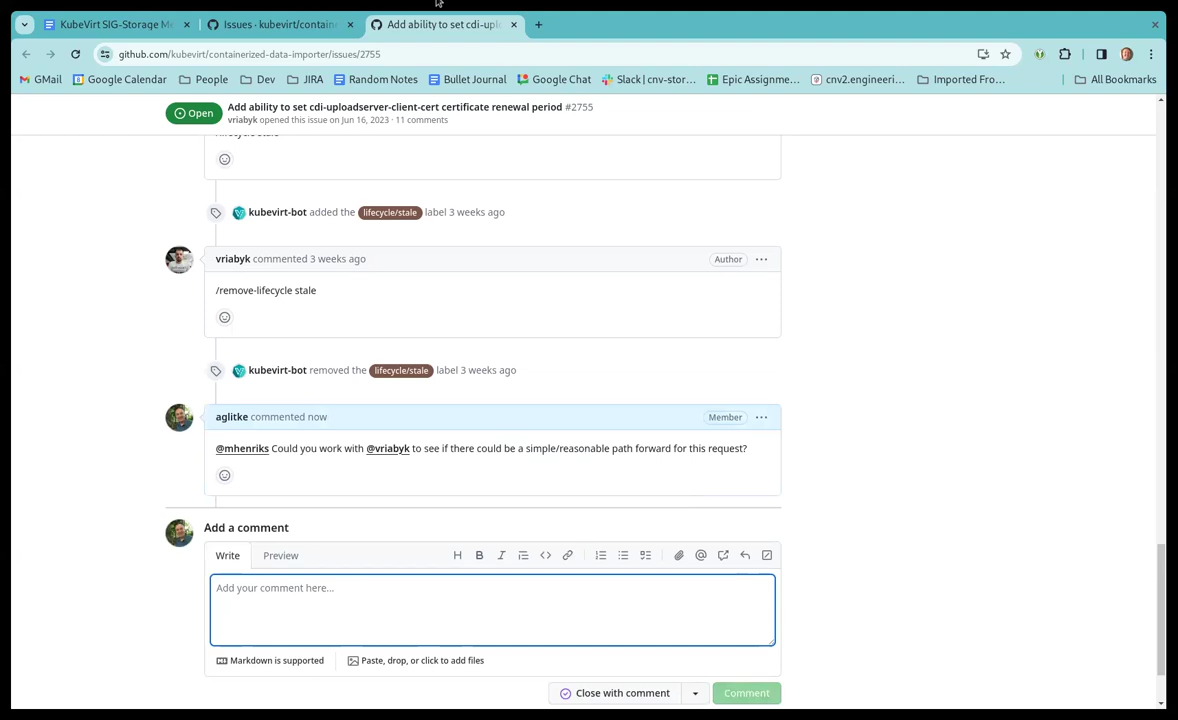 KubeVirt SIG-Storage Me
Issues · kubevirt/contain
Add ability to set cdi-uplo
github.com/kubevirt/containerized-data-importer/issues/2755
GMail
Google Calendar
People
Dev
JIRA
Random Notes
Bullet Journal
Google Chat
Slack | cnv-stor...
Epic Assignme...
cnv2.engineeri...
Imported Fro...
All Bookmarks
Open
Add ability to set cdi-uploadserver-client-cert certificate renewal period #2755
vriabyk opened this issue on Jun 16, 2023 · 11 comments
/lifecycle stale
kubevirt-bot added the lifecycle/stale label 3 weeks ago
vriabyk commented 3 weeks ago
Author
/remove-lifecycle stale
kubevirt-bot removed the lifecycle/stale label 3 weeks ago
aglitke commented now
Member
@mhenriks Could you work with @vriabyk to see if there could be a simple/reasonable path forward for this request?
Add a comment
Write
Preview
Add your comment here...
Markdown is supported
Paste, drop, or click to add files
Close with comment
Comment